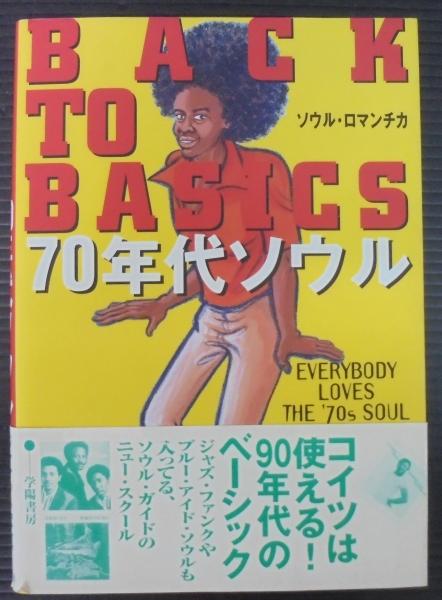 BACK
TO
BASICS
ソウル・ロマンチカ
70年代ソウル
EVERYBODY
LOVES
THE '70s SOUL
コイツは
使える!
90年代の
ベーシック
ジャズ・ファンクや
ブルー・アイド・ソウルも
入ってる、
ソウル・ガイドの
ニュー・スクール
学陽書房